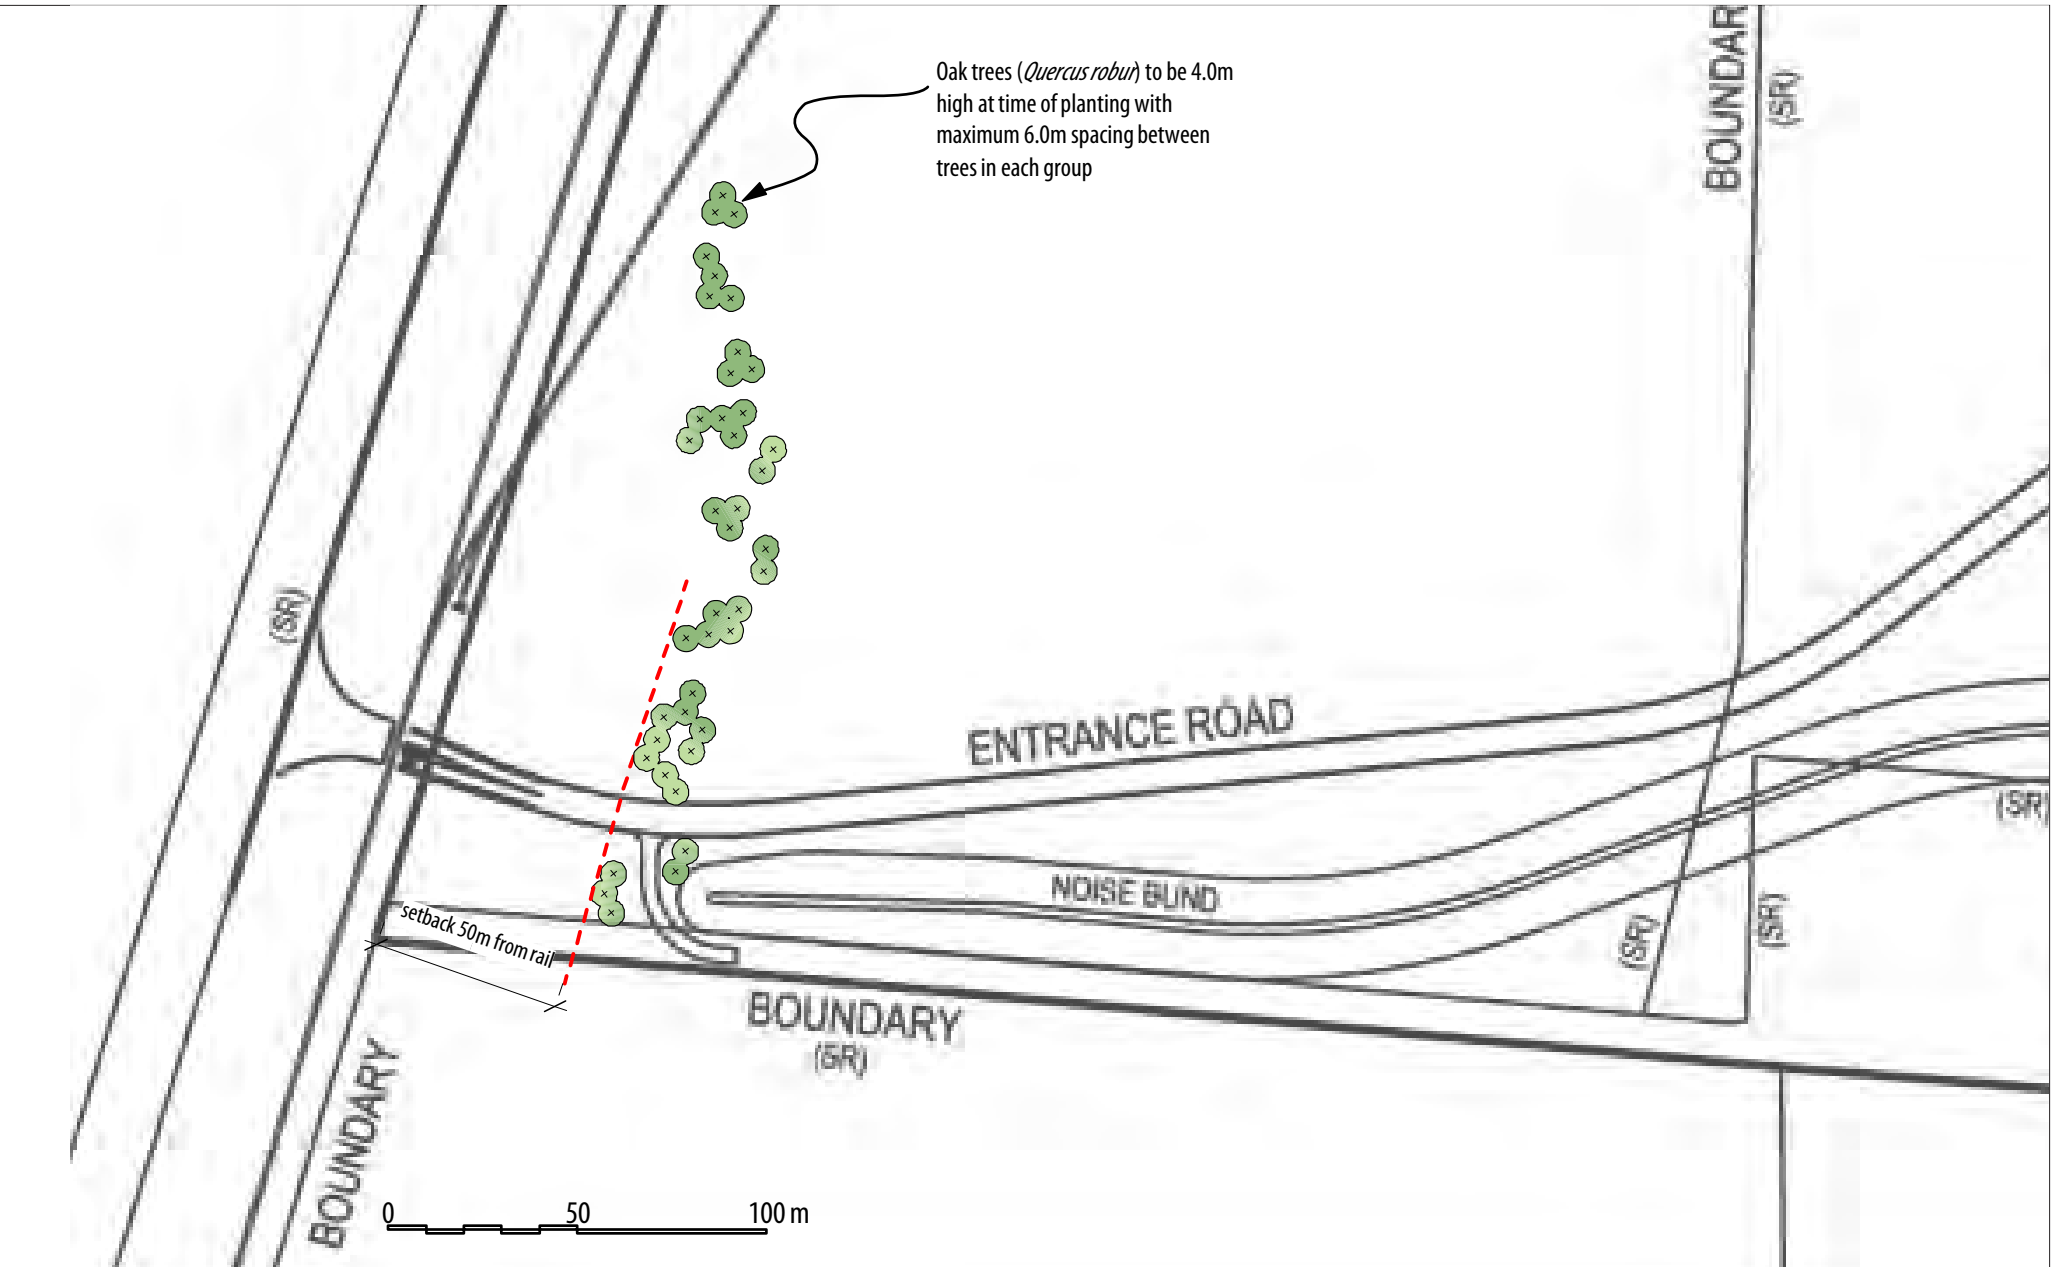 Oak trees (Quercus robur) to be 4.0m
high at time of planting with
maximum 6.0m spacing between
trees in each group
BOUNDAR
(SR)
(SR)
ENTRANCE ROAD
(SR)
NOISE BUND
(SR)
(SR)
setback 50m from rail
BOUNDARY
(SR)
BOUNDARY
0 50 100 m